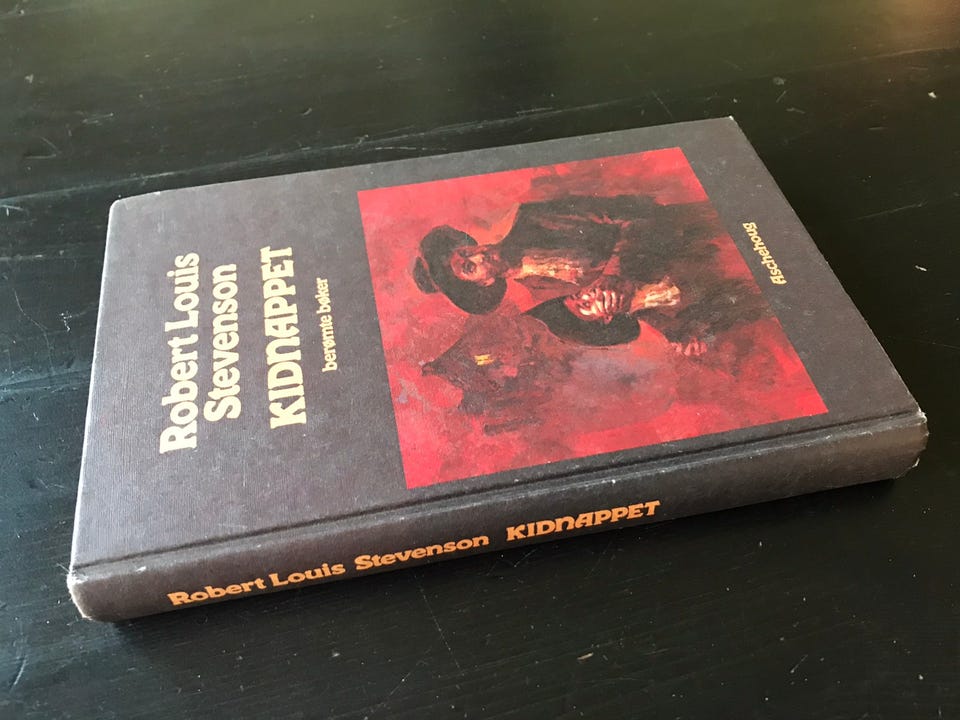 Robert Louis
Stevenson
KIDNAPPET
berømte bøker
Aschehoug
Robert Louis Stevenson KIDNAPPET